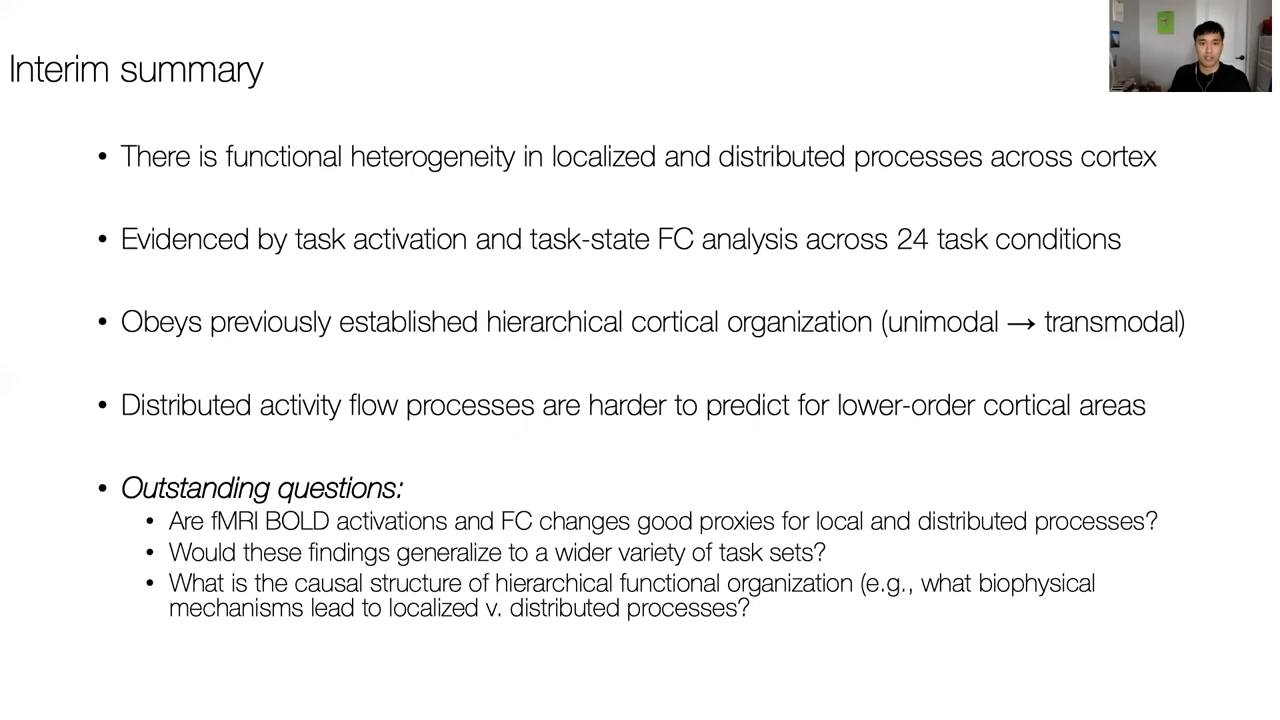 Interim summary
• There is functional heterogeneity in localized and distributed processes across cortex
• Evidenced by task activation and task-state FC analysis across 24 task conditions
• Obeys previously established hierarchical cortical organization (unimodal → transmodal)
• Distributed activity flow processes are harder to predict for lower-order cortical areas
• Outstanding questions:
• Are fMRI BOLD activations and FC changes good proxies for local and distributed processes?
• Would these findings generalize to a wider variety of task sets?
• What is the causal structure of hierarchical functional organization (e.g., what biophysical
mechanisms lead to localized v. distributed processes?